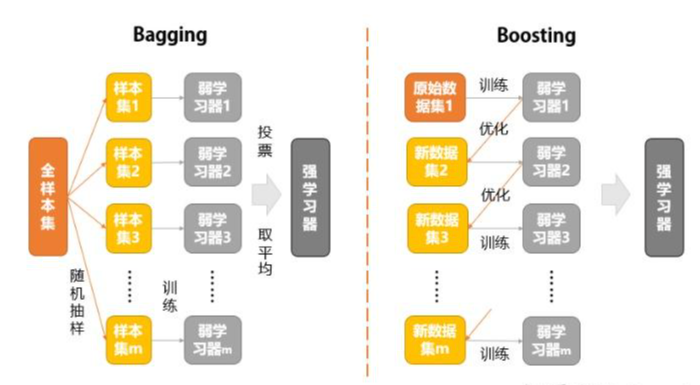 Bagging
全样本集
随机抽样
样本
集1
样本
集2
样本
集3
样本
集m
训练
弱学
习器1
弱学
习器2
弱学
习器3
弱学
习器m
投票
取平均
强学习器
Boosting
原始数
据集1
训练
弱学
习器1
优化
新数据
集2
弱学
习器2
优化
新数据
集3
训练
弱学
习器3
新数据
集m
训练
弱学
习器m
强学习器